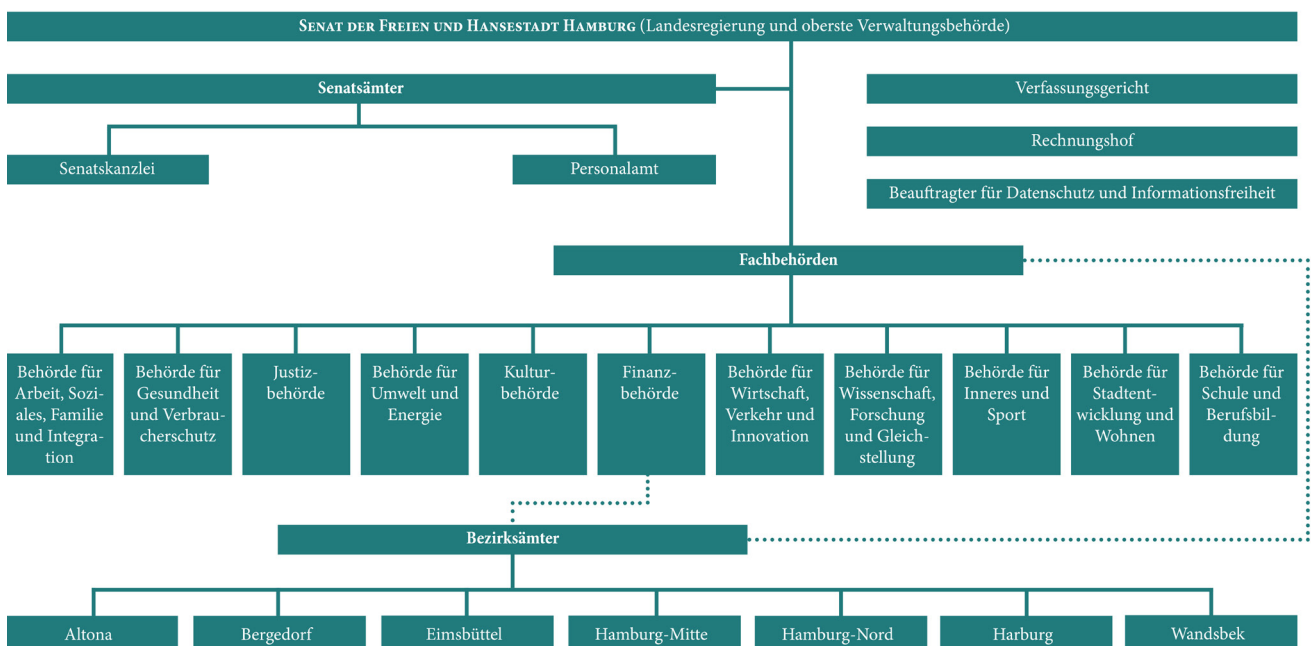 SENAT DER FREIEN UND HANSESTADT HAMBURG (Landesregierung und oberste Verwaltungsbehörde)
Senatsämter
Verfassungsgericht
Rechnungshof
Senatskanzlei
Personalamt
Beauftragter für Datenschutz und Informationsfreiheit
Fachbehörden
Behörde für
Arbeit, Sozi-
ales, Familie
und Integra-
tion
Behörde für
Gesundheit
und Verbrau-
cherschutz
Justiz-
behörde
Behörde für
Umwelt und
Energie
Kultur-
behörde
Finanz-
behörde
Behörde für
Wirtschaft,
Verkehr und
Innovation
Behörde für
Wissenschaft,
Forschung
und Gleich-
stellung
Behörde für
Inneres und
Sport
Behörde für
Stadtent-
wicklung und
Wohnen
Behörde für
Schule und
Berufsbil-
dung
Bezirksämter
Altona
Bergedorf
Eimsbüttel
Hamburg-Mitte
Hamburg-Nord
Harburg
Wandsbek